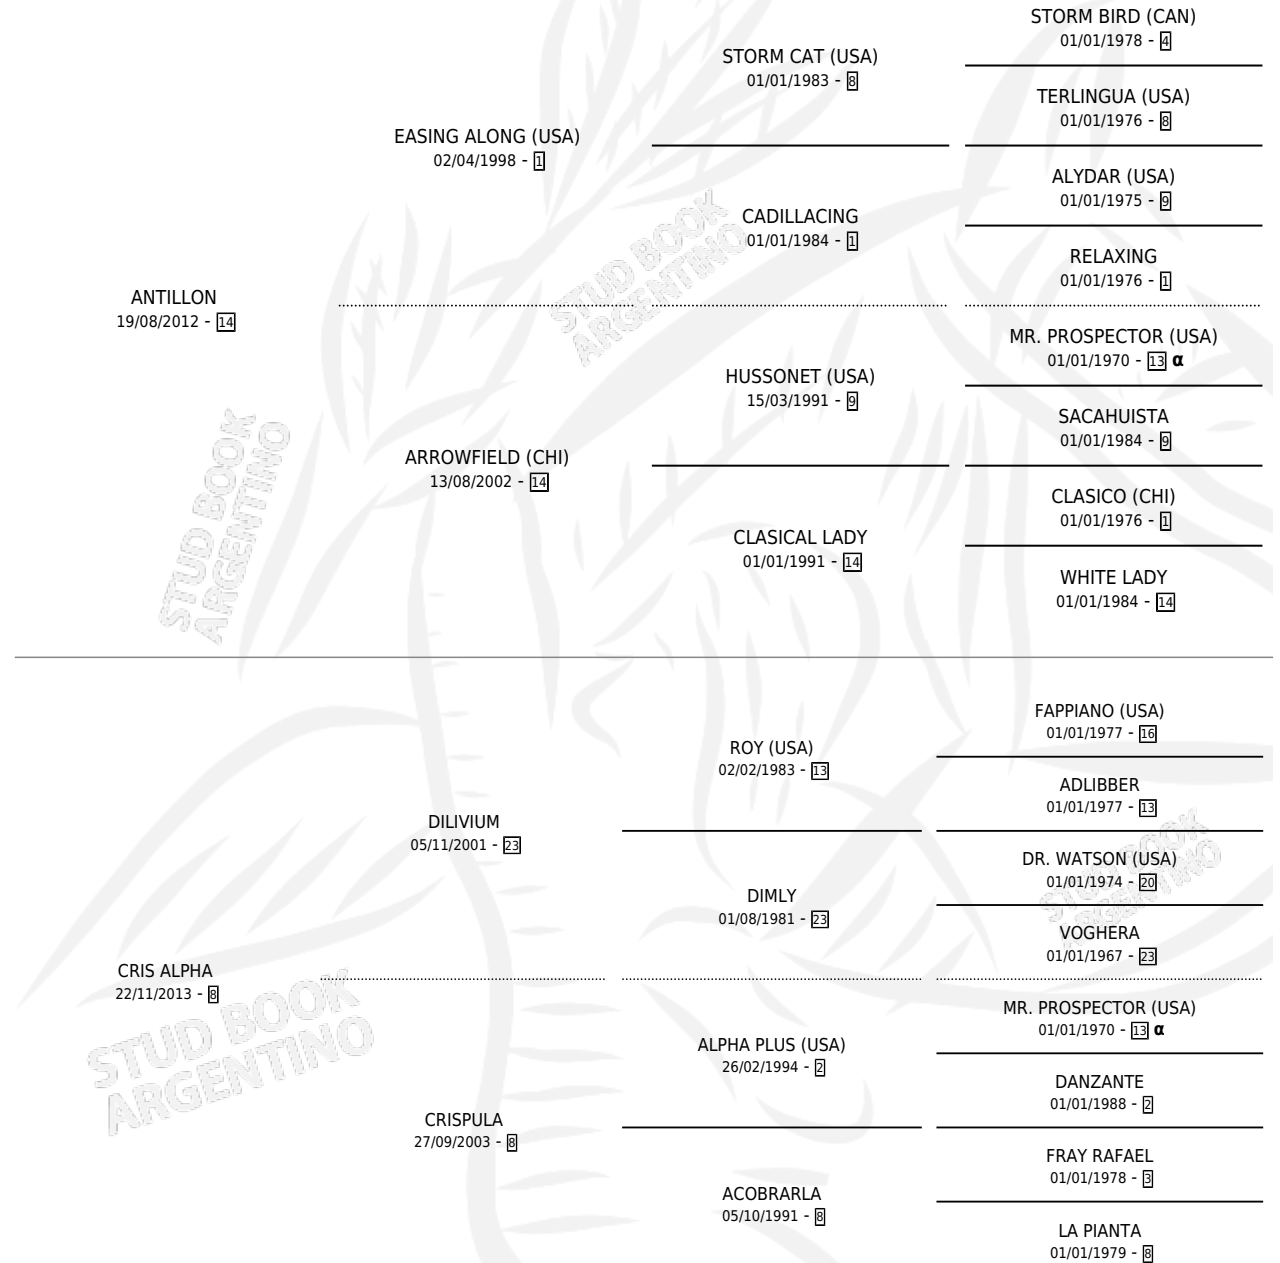 STORM BIRD (CAN)
01/01/1978 - 4
STORM CAT (USA)
01/01/1983 - 8
TERLINGUA (USA)
01/01/1976 - 8
EASING ALONG (USA)
02/04/1998 - 1
ALYDAR (USA)
01/01/1975 - 9
CADILLACING
01/01/1984 - 1
RELAXING
01/01/1976 - 1
STUD BOOK
ARGENTINO
ANTILLON
19/08/2012 - 14
MR. PROSPECTOR (USA)
01/01/1970 - 13 α
HUSSONET (USA)
15/03/1991 - 9
SACAHUISTA
01/01/1984 - 9
ARROWFIELD (CHI)
13/08/2002 - 14
CLASICO (CHI)
01/01/1976 - 1
CLASICAL LADY
01/01/1991 - 14
WHITE LADY
01/01/1984 - 14
STUD BOOK
ARGENTINO
FAPPIANO (USA)
01/01/1977 - 16
ROY (USA)
02/02/1983 - 13
ADLIBBER
01/01/1977 - 13
DILIVIUM
05/11/2001 - 23
DR. WATSON (USA)
01/01/1974 - 20
DIMLY
01/08/1981 - 23
VOGHERA
01/01/1967 - 23
STUD BOOK
ARGENTINO
CRIS ALPHA
22/11/2013 - 8
MR. PROSPECTOR (USA)
01/01/1970 - 13 α
ALPHA PLUS (USA)
26/02/1994 - 2
DANZANTE
01/01/1988 - 2
STUD BOOK
ARGENTINO
CRISPULA
27/09/2003 - 8
FRAY RAFAEL
01/01/1978 - 3
ACOBRARLA
05/10/1991 - 8
LA PIANTA
01/01/1979 - 8